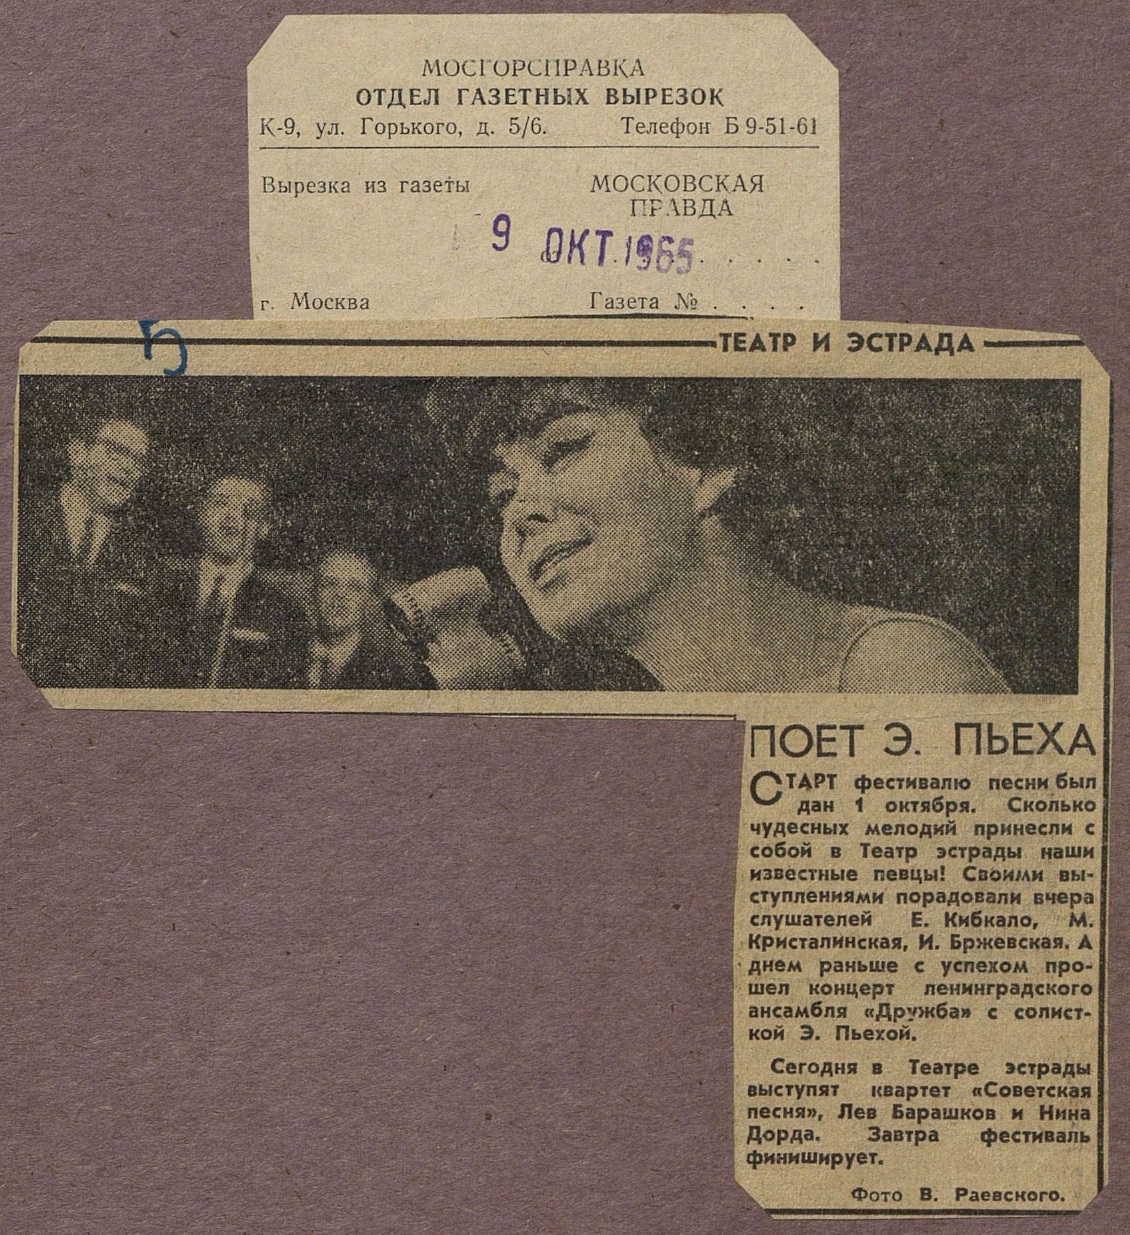 МОСГОРСПРАВКА
ОТДЕЛ ГАЗЕТНЫХ ВЫРЕЗОК
К-9, ул. Горького, д. 5/6. Телефон Б 9-51-61
Вырезка из газеты МОСКОВСКАЯ
ПРАВДА
9 ОКТ 1965 . . . . .
г. Москва Газета № . . . .
ТЕАТР И ЭСТРАДА
ПОЕТ Э. ПЬЕХА
СТАРТ фестивалю песни был
дан 1 октября. Сколько
чудесных мелодий принесли с
собой в Театр эстрады наши
известные певцы! Своими вы-
ступлениями порадовали вчера
слушателей Е. Кибкало, М.
Кристалинская, И. Бржевская. А
днем раньше с успехом про-
шел концерт ленинградского
ансамбля «Дружба» с солист-
кой Э. Пьехой.
Сегодня в Театре эстрады
выступят квартет «Советская
песня», Лев Барашков и Нина
Дорда. Завтра фестиваль
финиширует.
Фото В. Раевского.